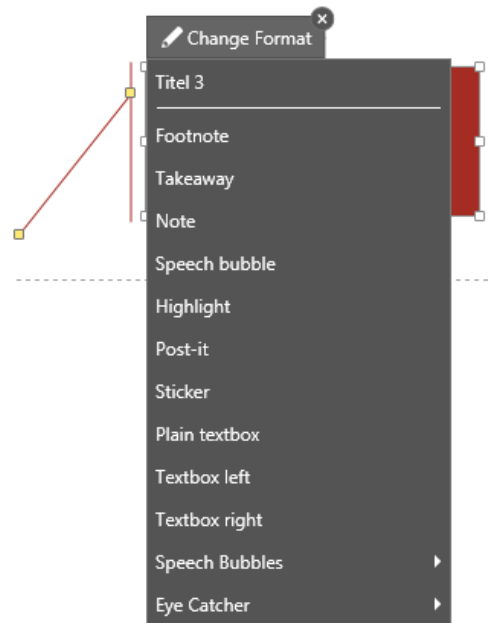 Change Format
Titel 3
Footnote
Takeaway
Note
Speech bubble
Highlight
Post-it
Sticker
Plain textbox
Textbox left
Textbox right
Speech Bubbles
Eye Catcher